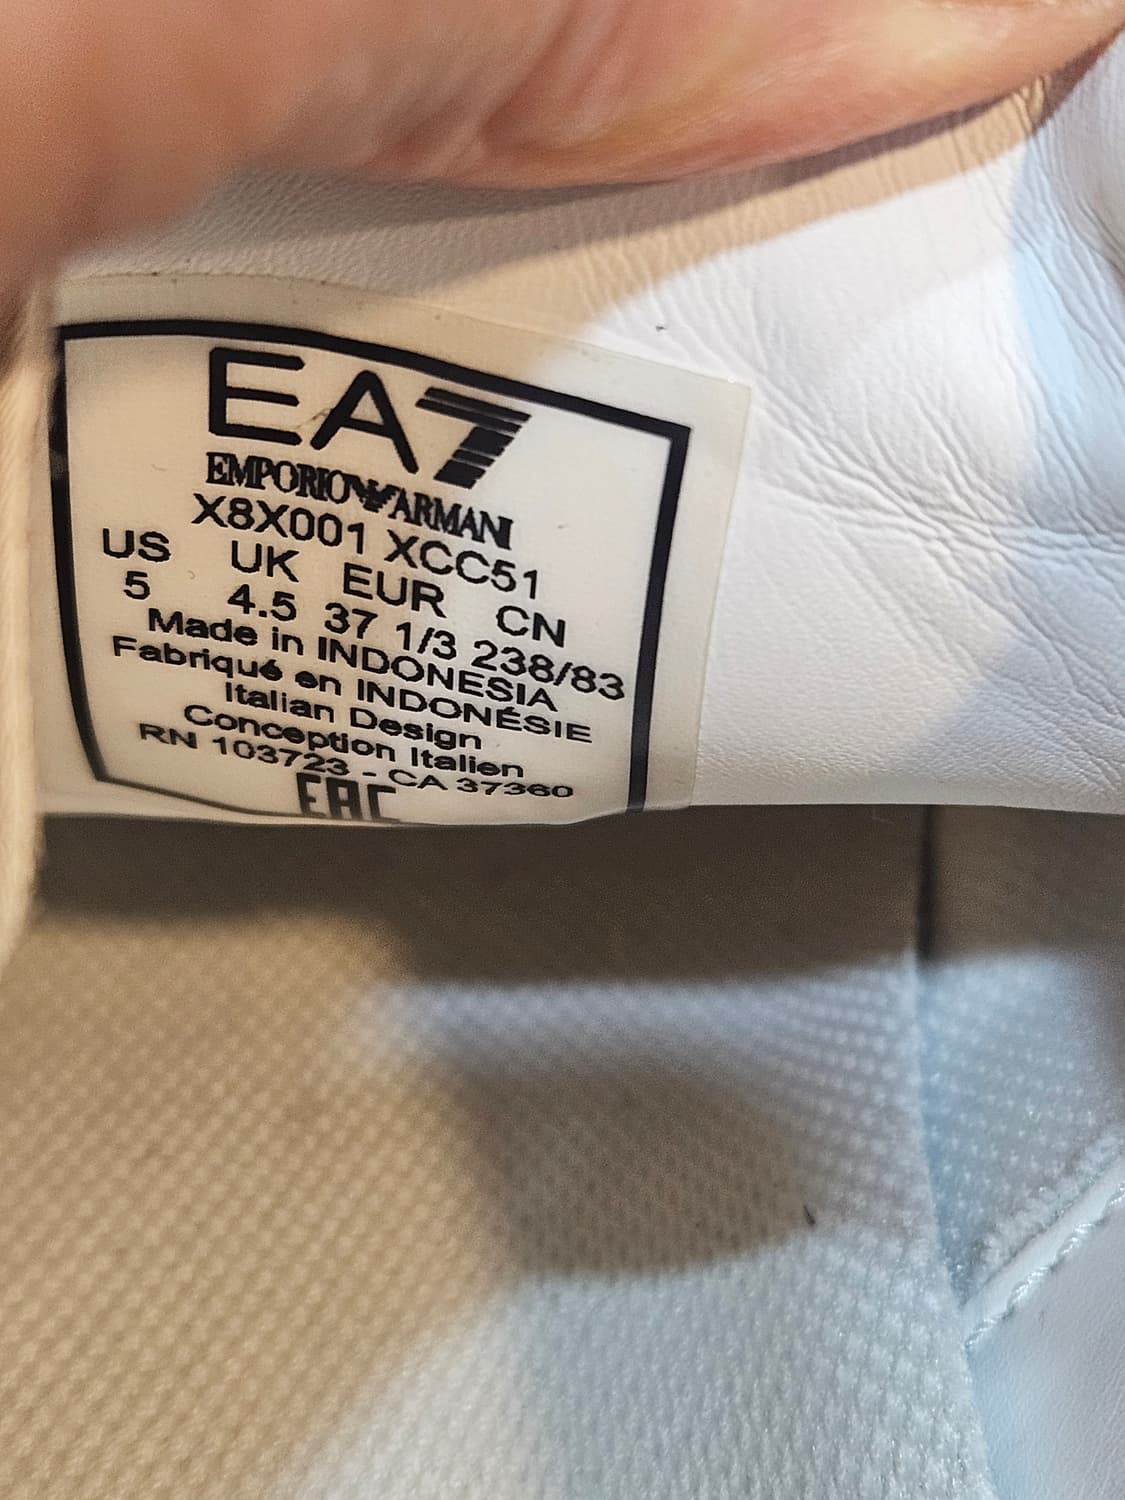 EA7
EMPORIO ARMANI
X8X001 XCC51
US UK EUR CN
5 4.5 37 1/3 238/83
Made in INDONESIA
Fabriqué en INDONÉSIE
Italian Design
Conception Italien
RN 103723 - CA 37360
EAC